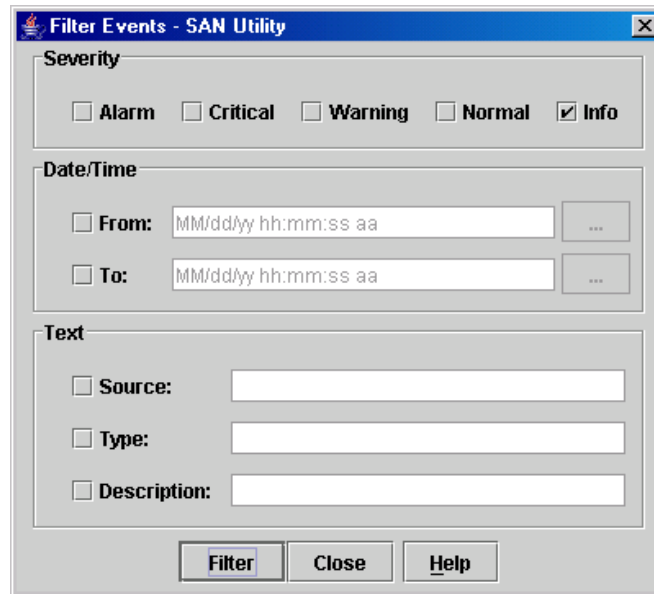 Filter Events - SAN Utility
Severity
Alarm Critical Warning Normal Info
Date/Time
From: MM/dd/yy hh:mm:ss aa ...
To: MM/dd/yy hh:mm:ss aa ...
Text
Source:
Type:
Description:
Filter Close Help